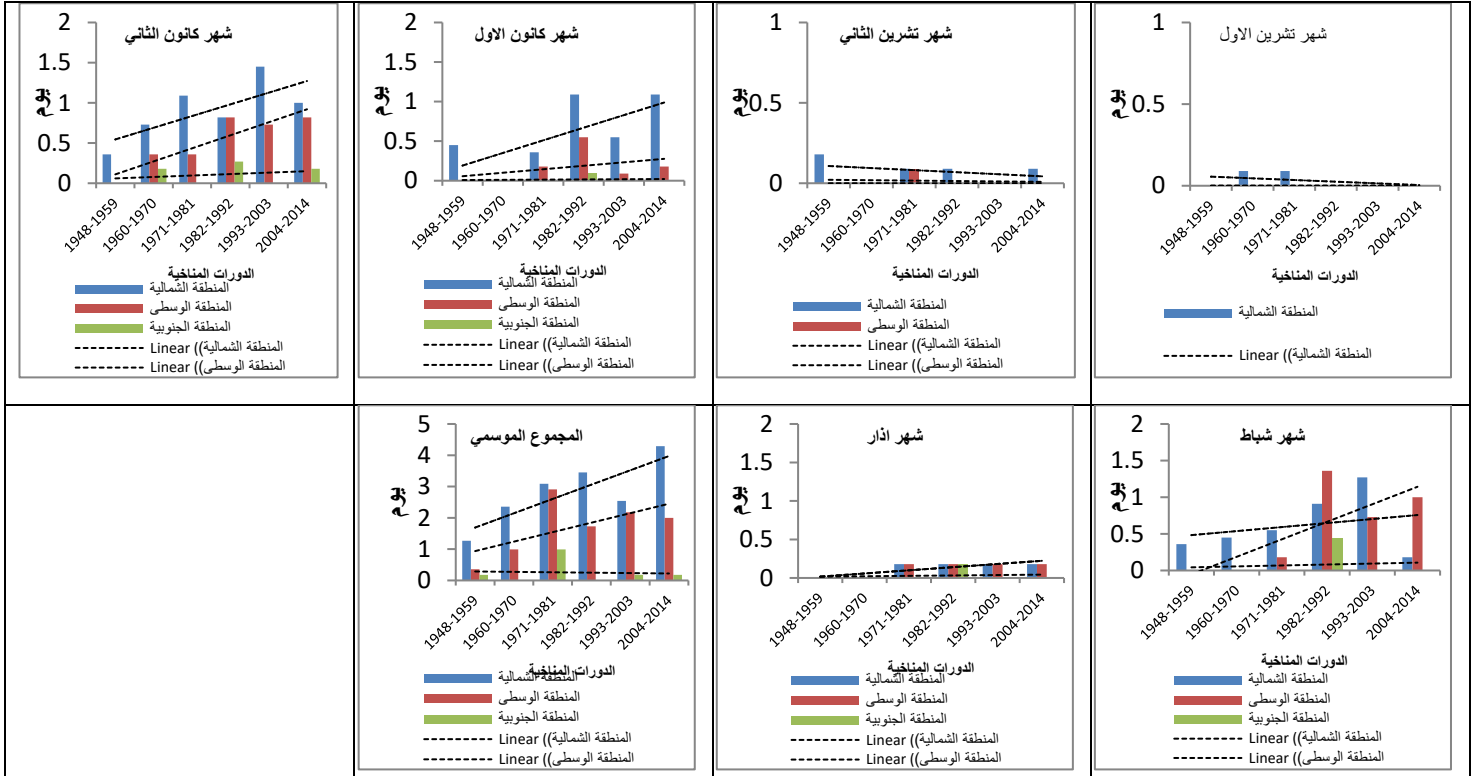 شهر تشرين الاول
1
0.5
0
يوم
1948-1959
1960-1970
1971-1981
1982-1992
1993-2003
2004-2014
الدورات المناخية
المنطقة الشمالية
Linear ((المنطقة الشمالية
شهر تشرين الثاني
1
0.5
0
يوم
1948-1959
1960-1970
1971-1981
1982-1992
1993-2003
2004-2014
الدورات المناخية
المنطقة الشمالية
المنطقة الوسطى
Linear ((المنطقة الشمالية
Linear ((المنطقة الوسطى
شهر كانون الاول
2
1.5
1
0.5
0
يوم
1948-1959
1960-1970
1971-1981
1982-1992
1993-2003
2004-2014
الدورات المناخية
المنطقة الشمالية
المنطقة الوسطى
المنطقة الجنوبية
Linear ((المنطقة الشمالية
Linear ((المنطقة الوسطى
شهر كانون الثاني
2
1.5
1
0.5
0
يوم
1948-1959
1960-1970
1971-1981
1982-1992
1993-2003
2004-2014
الدورات المناخية
المنطقة الشمالية
المنطقة الوسطى
المنطقة الجنوبية
Linear ((المنطقة الشمالية
Linear ((المنطقة الوسطى
شهر شباط
2
1.5
1
0.5
0
يوم
1948-1959
1960-1970
1971-1981
1982-1992
1993-2003
2004-2014
الدورات المناخية
المنطقة الشمالية
المنطقة الوسطى
المنطقة الجنوبية
Linear ((المنطقة الشمالية
Linear ((المنطقة الوسطى
شهر اذار
2
1.5
1
0.5
0
يوم
1948-1959
1960-1970
1971-1981
1982-1992
1993-2003
2004-2014
الدورات المناخية
المنطقة الشمالية
المنطقة الوسطى
المنطقة الجنوبية
Linear ((المنطقة الشمالية
Linear ((المنطقة الوسطى
المجموع الموسمي
5
4
3
2
1
0
يوم
1948-1959
1960-1970
1971-1981
1982-1992
1993-2003
2004-2014
الدورات المناخية
المنطقة الشمالية
المنطقة الوسطى
المنطقة الجنوبية
Linear ((المنطقة الشمالية
Linear ((المنطقة الوسطى